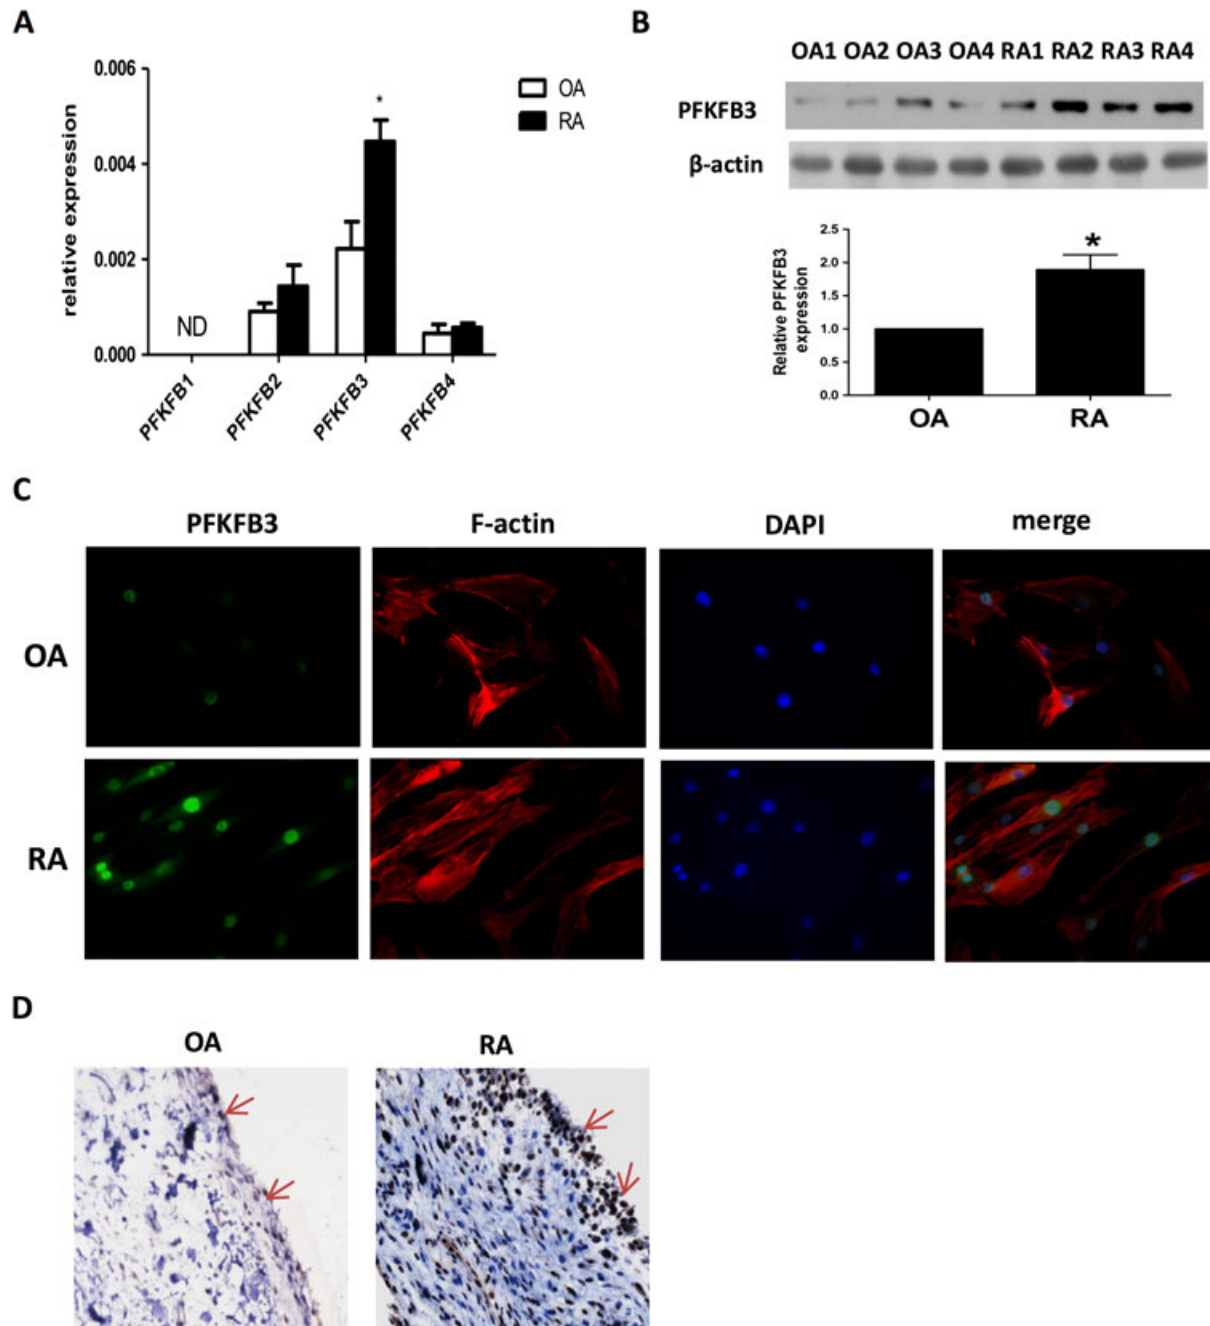 A
0.006
0.004
0.002
0.000
relative expression
*
OA
RA
ND
PFKFB1
PFKFB2
PFKFB3
PFKFB4
B
OA1 OA2 OA3 OA4 RA1 RA2 RA3 RA4
PFKFB3
β-actin
Relative PFKFB3
expression
2.5
2.0
1.5
1.0
0.5
0.0
*
OA RA
C
PFKFB3 F-actin DAPI merge
OA
RA
D
OA RA